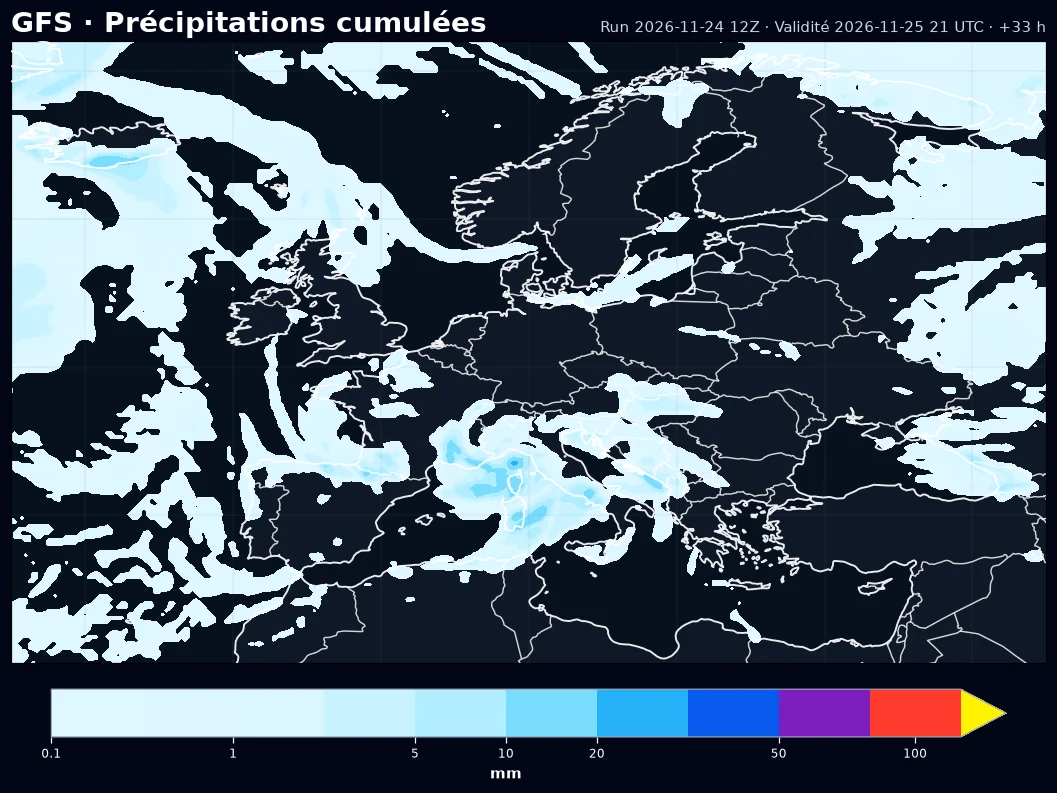 GFS · Précipitations cumulées
Run 2026-11-24 12Z · Validité 2026-11-25 21 UTC · +33 h
0.1 1 5 10 20 50 100
mm